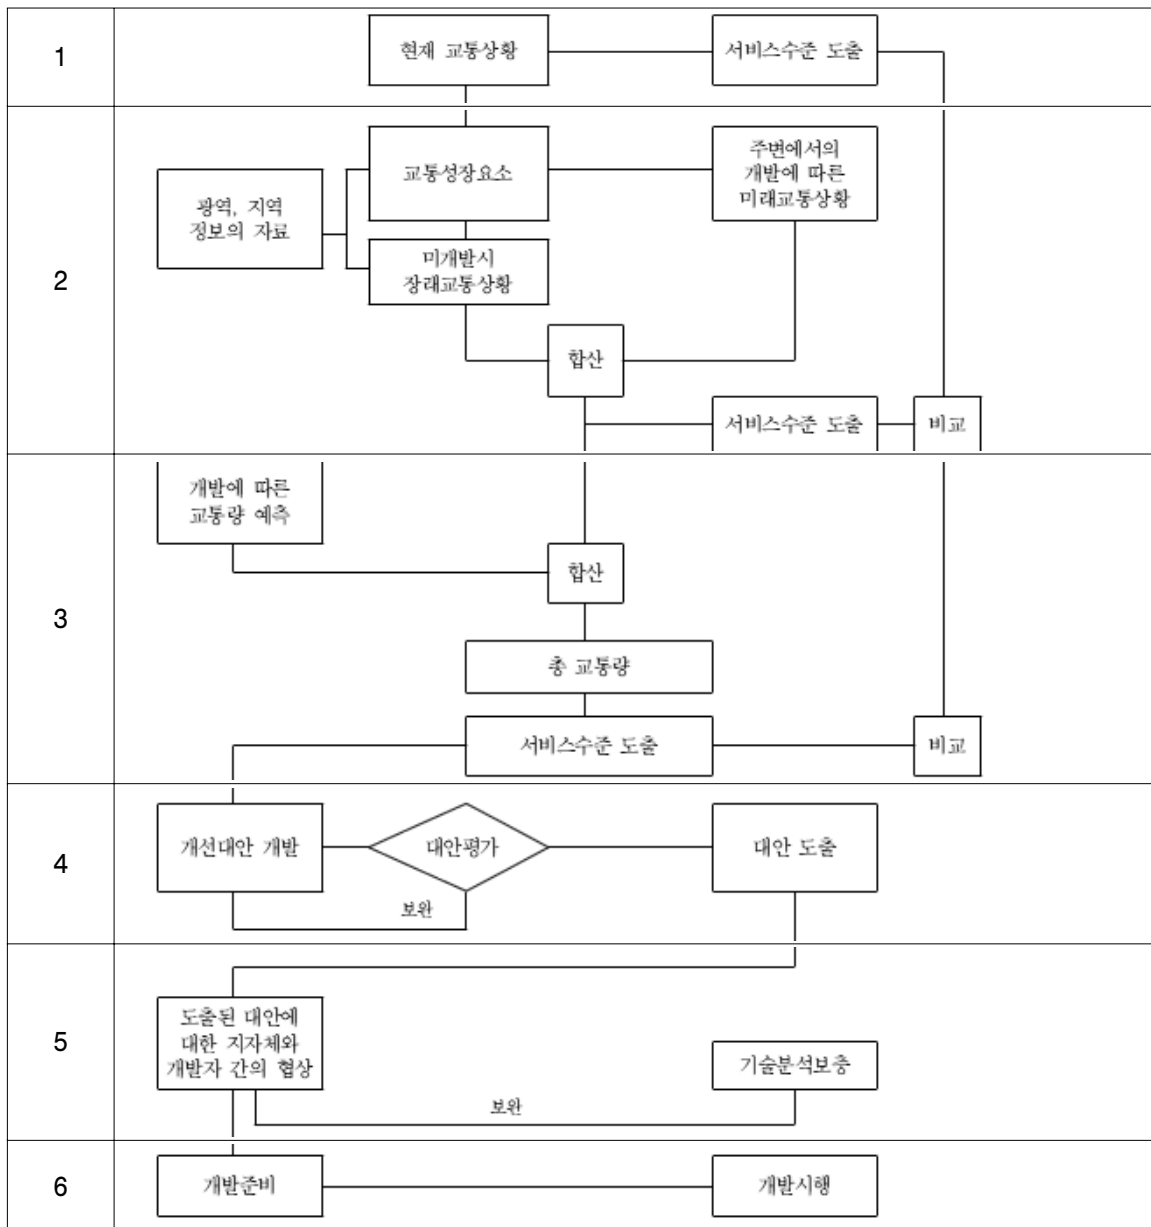 1
현재 교통상황
서비스수준 도출
2
광역, 지역
정보의 자료
교통성장요소
주변에서의
개발에 따른
미래교통상황
미개발시
장래교통상황
합산
서비스수준 도출
비교
3
개발에 따른
교통량 예측
합산
총 교통량
서비스수준 도출
비교
4
개선대안 개발
대안평가
대안 도출
보완
5
도출된 대안에
대한 지자체와
개발자 간의 협상
기술분석보충
보완
6
개발준비
개발시행